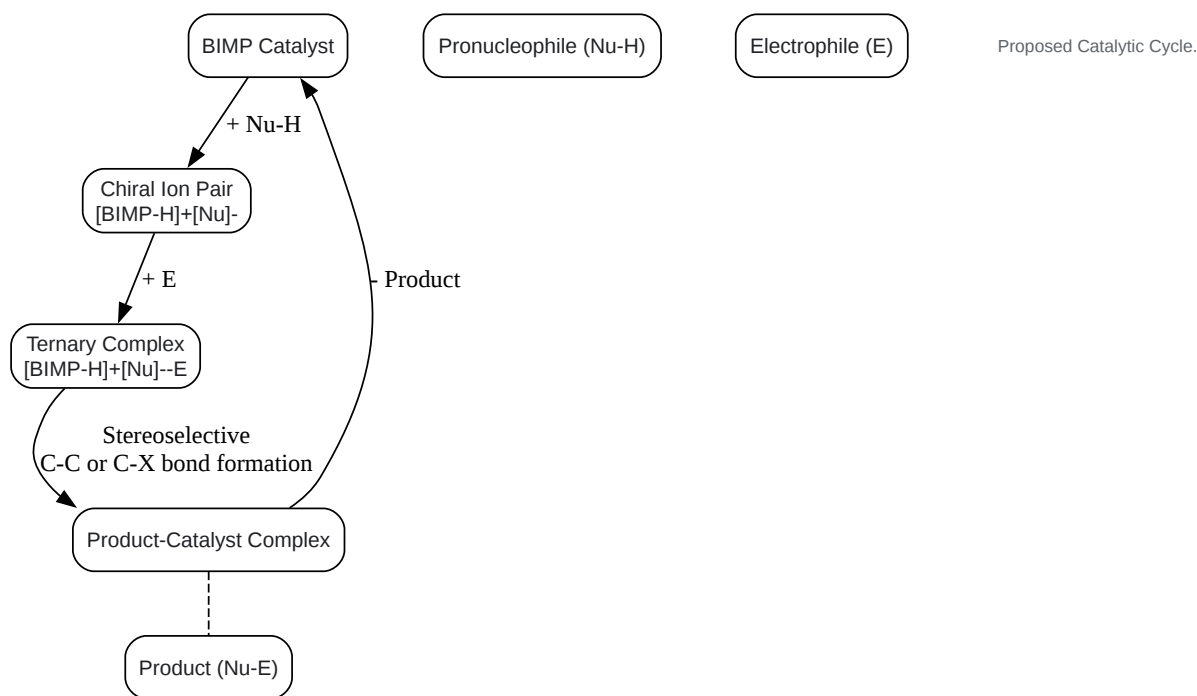 BIMP Catalyst
Pronucleophile (Nu-H)
Electrophile (E)
Proposed Catalytic Cycle.
+ Nu-H
Chiral Ion Pair
[BIMP-H]+[Nu]-
+ E
- Product
Ternary Complex
[BIMP-H]+[Nu]--E
Stereoselective
C-C or C-X bond formation
Product-Catalyst Complex
Product (Nu-E)